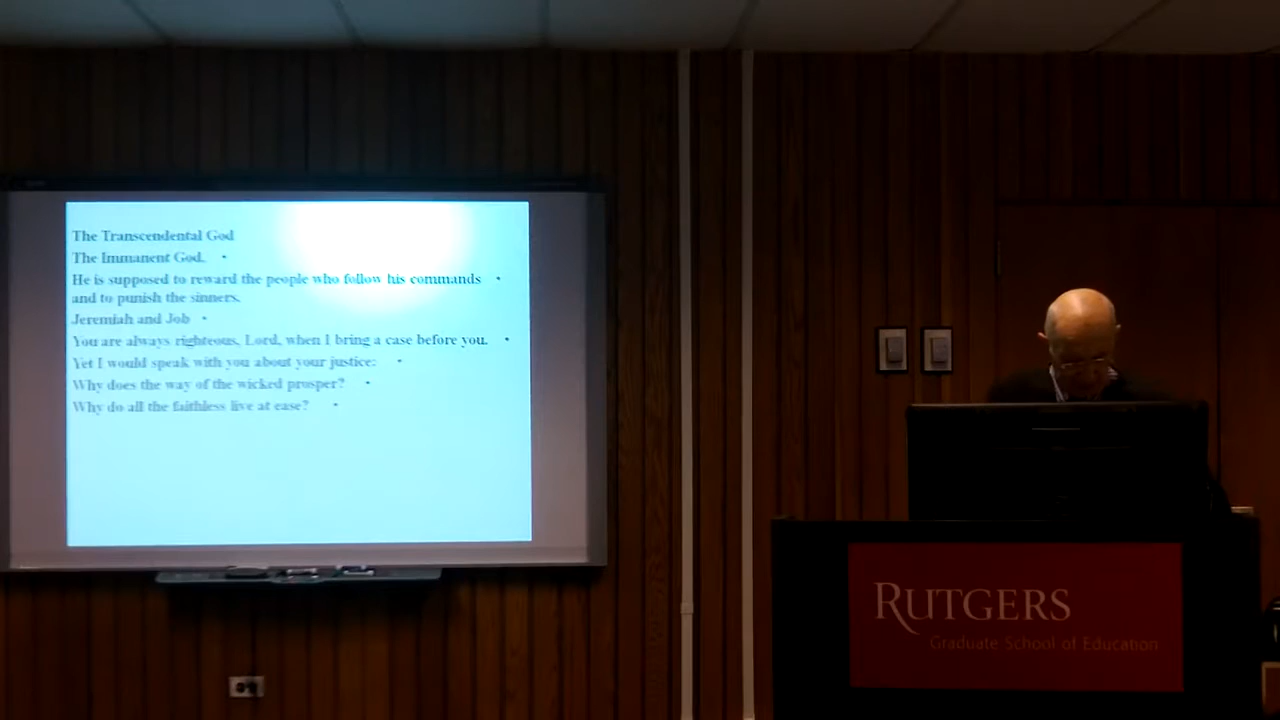 The Transcendental God
The Immanent God. •
He is supposed to reward the people who follow his commands •
and to punish the sinners.
Jeremiah and Job •
You are always righteous, Lord, when I bring a case before you. •
Yet I would speak with you about your justice: •
Why does the way of the wicked prosper? •
Why do all the faithless live at ease? •
RUTGERS
Graduate School of Education